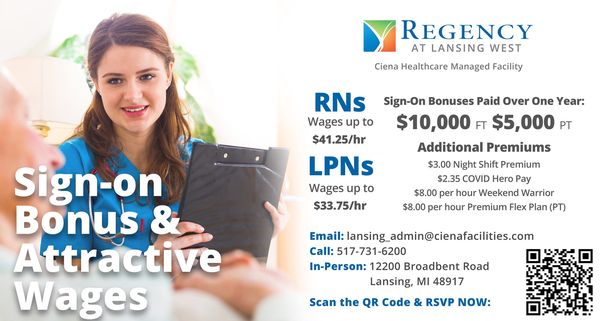 REGENCY
AT LANSING WEST
Ciena Healthcare Managed Facility
RNs
Wages up to
$41.25/hr
LPNs
Wages up to
$33.75/hr
Sign-On Bonuses Paid Over One Year:
$10,000 FT $5,000 PT
Additional Premiums
$3.00 Night Shift Premium
$2.35 COVID Hero Pay
$8.00 per hour Weekend Warrior
$8.00 per hour Premium Flex Plan (PT)
Sign-on
Bonus &
Attractive
Wages
Email: lansing_admin@cienafacilities.com
Call: 517-731-6200
In-Person: 12200 Broadbent Road
Lansing, MI 48917
Scan the QR Code & RSVP NOW: